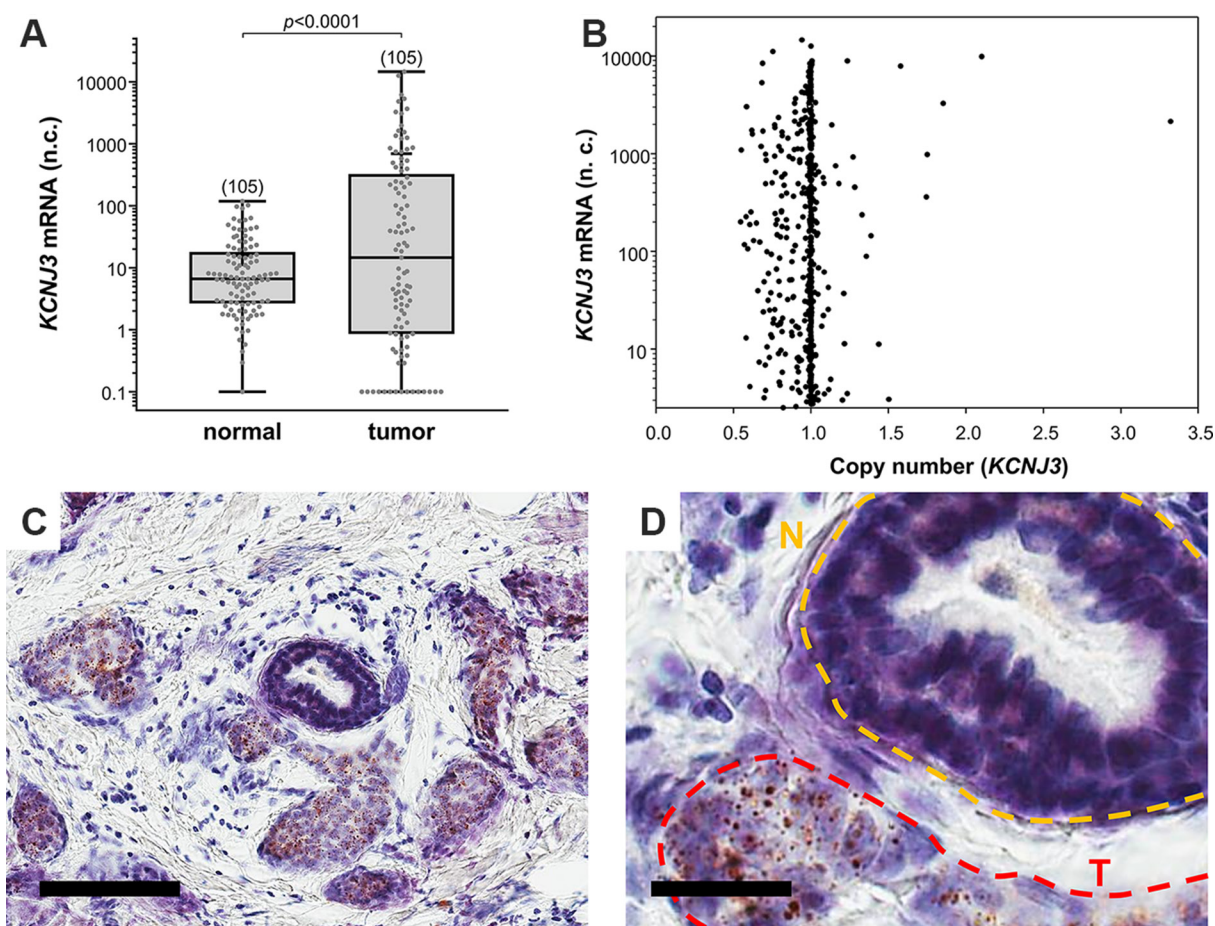 A
p<0.0001
(105)
(105)
10000
1000
100
10
1
0.1
KCNJ3 mRNA (n.c.)
normal
tumor
B
10000
1000
100
10
KCNJ3 mRNA (n. c.)
0.0
0.5
1.0
1.5
2.0
2.5
3.0
3.5
Copy number (KCNJ3)
C
D
N
T